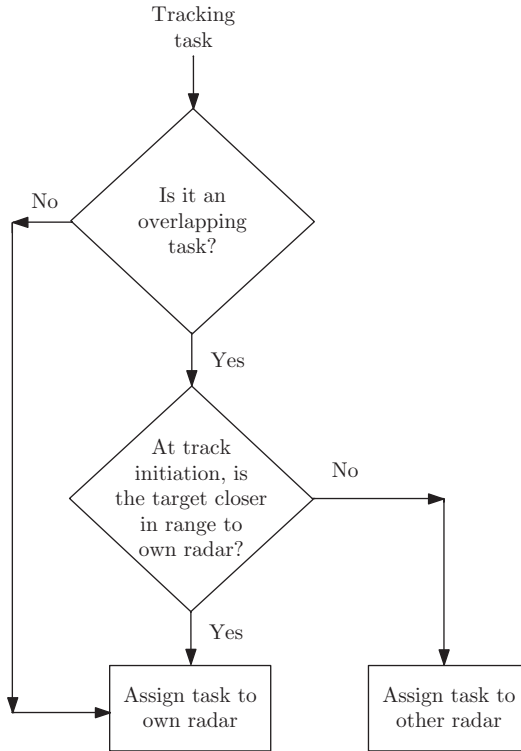 Tracking
task
No
Is it an
overlapping
task?
Yes
At track
initiation, is
the target closer
in range to
own radar?
No
Yes
Assign task to
own radar
Assign task to
other radar